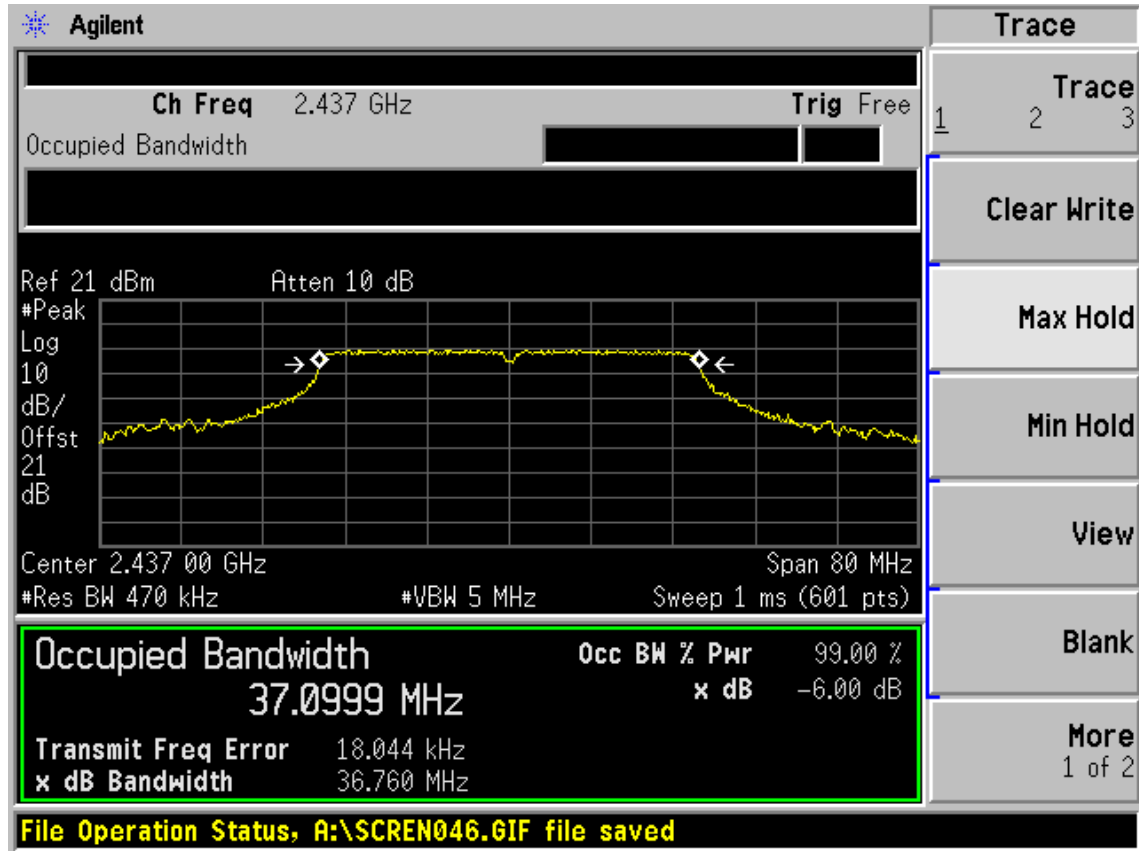 Agilent
Trace
Ch Freq 2.437 GHz Trig Free
Occupied Bandwidth
Trace
1 2 3
Clear Write
Max Hold
Min Hold
View
Blank
More
1 of 2
Ref 21 dBm Atten 10 dB
#Peak
Log
10
dB/
Offst
21
dB
Center 2.437 00 GHz Span 80 MHz
#Res BW 470 kHz #VBW 5 MHz Sweep 1 ms (601 pts)
Occupied Bandwidth Occ BW % Pwr 99.00 %
37.0999 MHz x dB -6.00 dB
Transmit Freq Error 18.044 kHz
x dB Bandwidth 36.760 MHz
File Operation Status, A:\SCREN046.GIF file saved